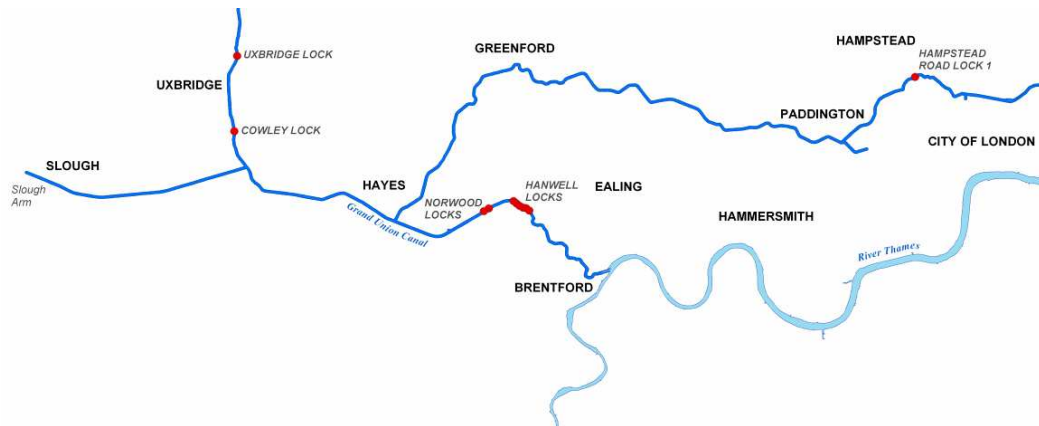 GREENFORD
HAMPSTEAD
HAMPSTEAD
ROAD LOCK 1
UXBRIDGE LOCK
UXBRIDGE
PADDINGTON
COWLEY LOCK
CITY OF LONDON
SLOUGH
Slough
Arm
HAYES
NORWOOD
LOCKS
HANWELL
LOCKS
EALING
Grand Union Canal
HAMMERSMITH
River Thames
BRENTFORD